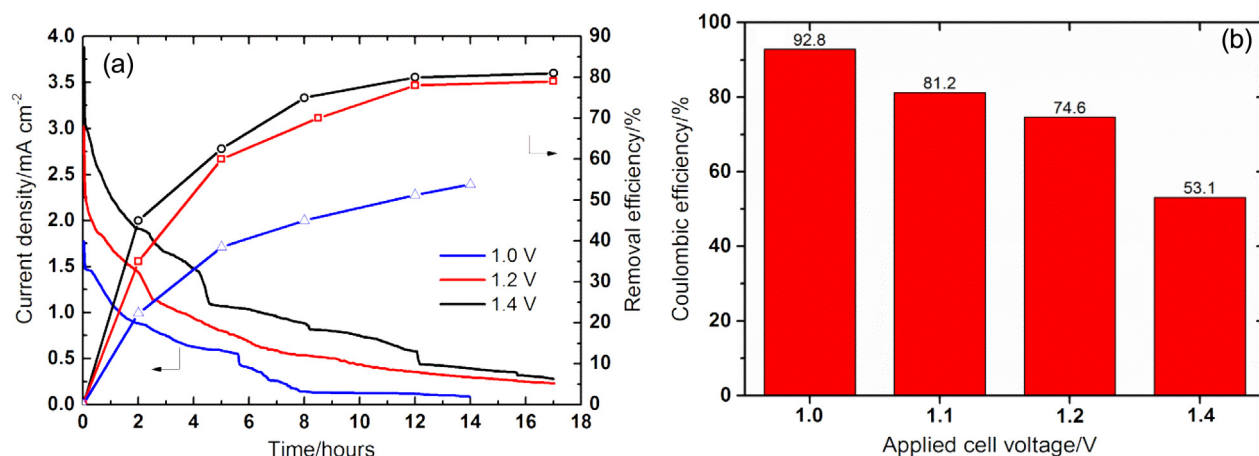 (a)
Current density/mA cm⁻²
4.0
3.5
3.0
2.5
2.0
1.5
1.0
0.5
0.0
90
80
70
60
50
40
30
20
10
0
Removal efficiency/%
1.0 V
1.2 V
1.4 V
0 2 4 6 8 10 12 14 16 18
Time/hours
(b)
Coulombic efficiency/%
100
80
60
40
20
0
92.8
81.2
74.6
53.1
1.0 1.1 1.2 1.4
Applied cell voltage/V